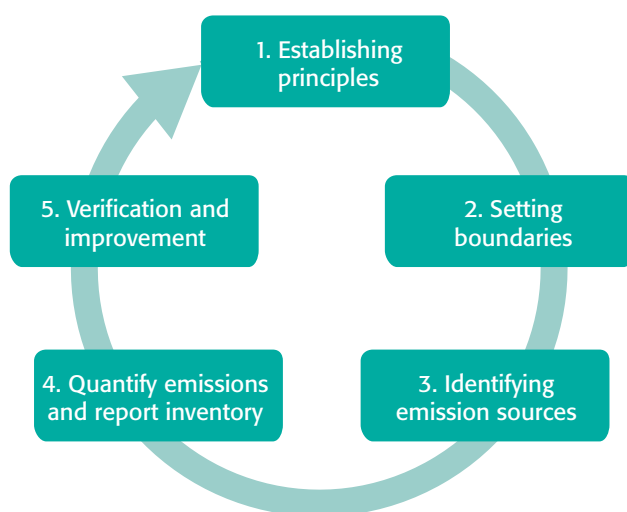 1. Establishing
principles
2. Setting
boundaries
3. Identifying
emission sources
4. Quantify emissions
and report inventory
5. Verification and
improvement